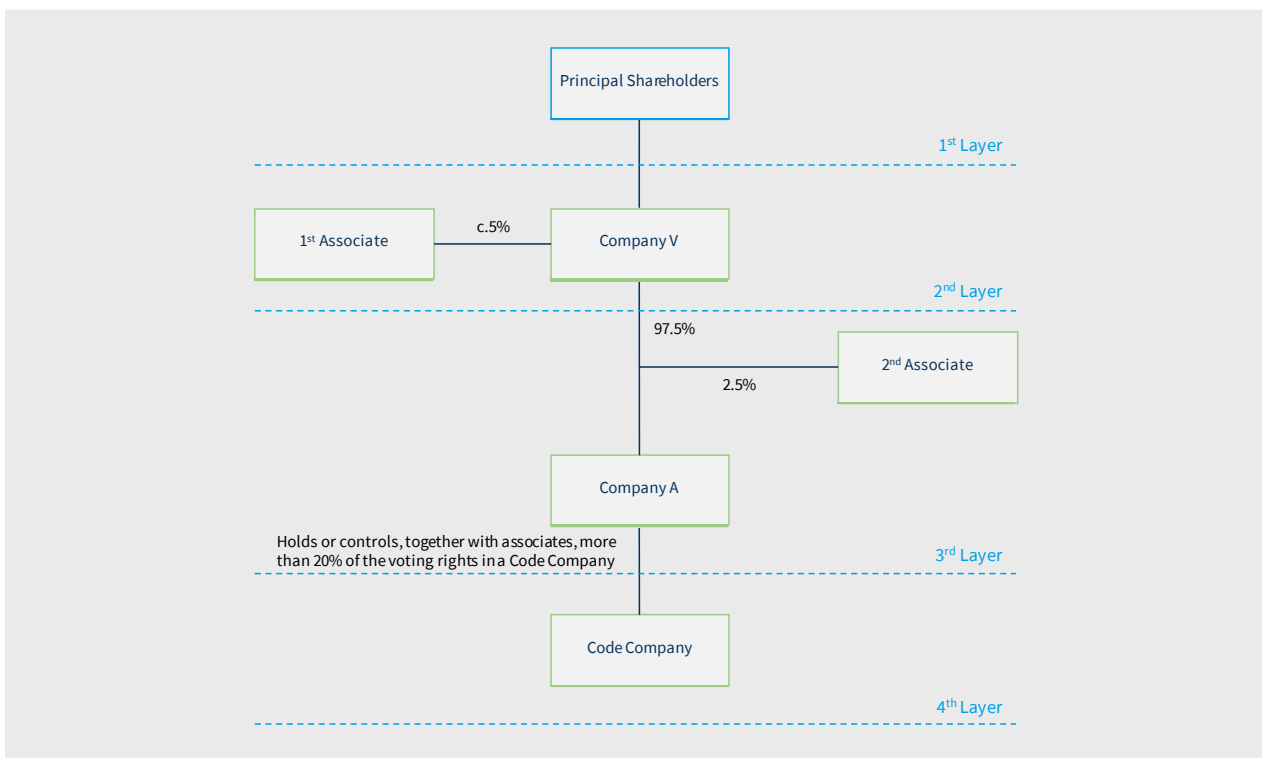 Principal Shareholders
1st Layer
1st Associate
c.5%
Company V
2nd Layer
97.5%
2nd Associate
2.5%
Company A
Holds or controls, together with associates, more
than 20% of the voting rights in a Code Company
3rd Layer
Code Company
4th Layer